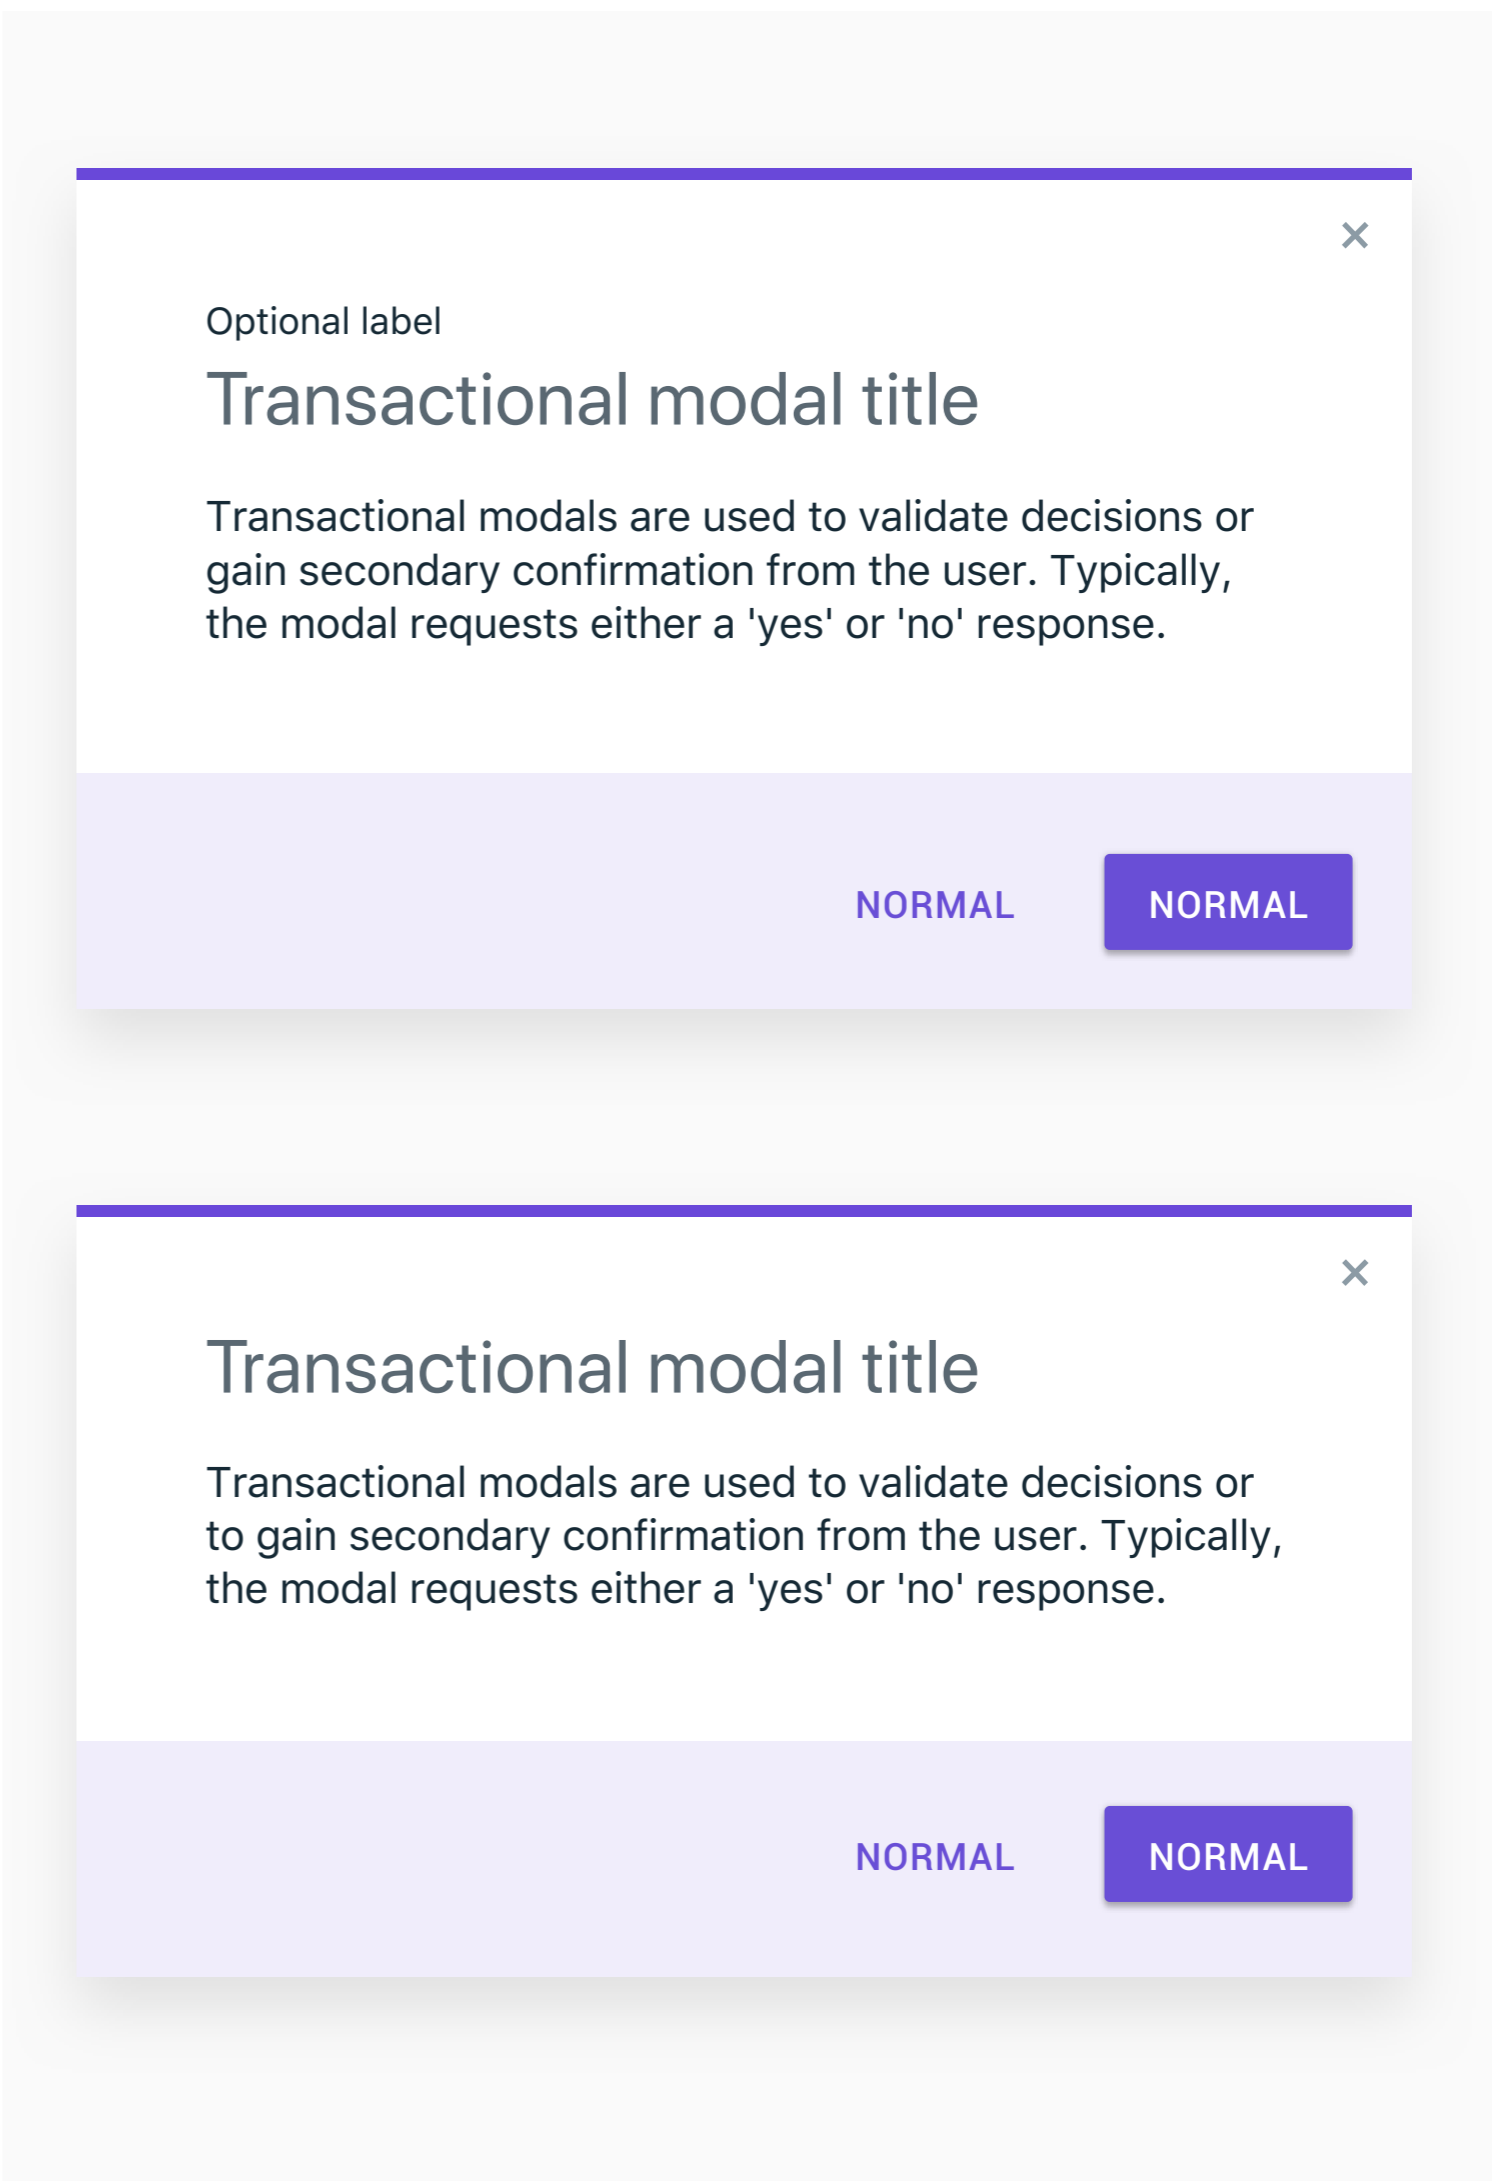 Optional label
Transactional modal title
Transactional modals are used to validate decisions or
gain secondary confirmation from the user. Typically,
the modal requests either a 'yes' or 'no' response.
NORMAL NORMAL
Transactional modal title
Transactional modals are used to validate decisions or
to gain secondary confirmation from the user. Typically,
the modal requests either a 'yes' or 'no' response.
NORMAL NORMAL